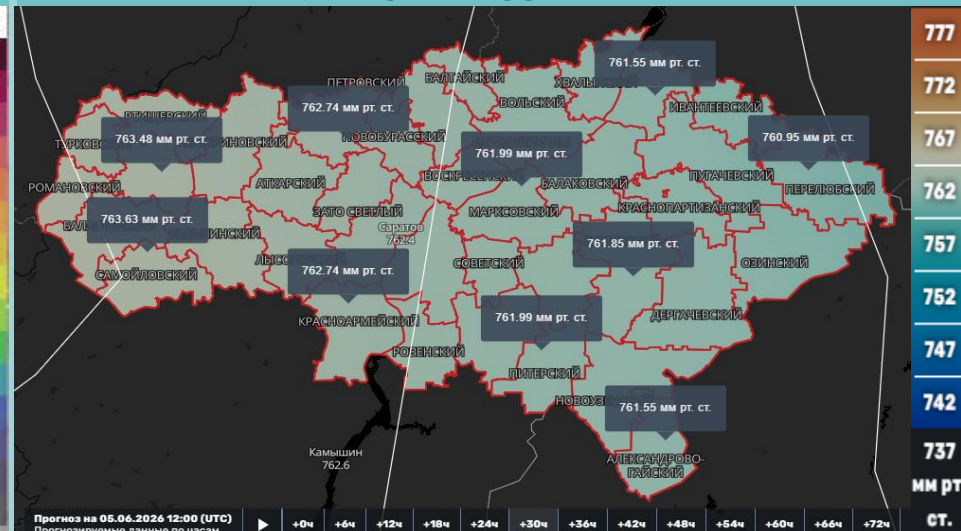 777
772
767
762
757
752
747
742
737
мм рт
ст.
761.55 мм рт. ст.
ПЕТРОВСКИЙ
БАЛТАЙСКИЙ
ХВАЛЫНСКИЙ
762.74 мм рт. ст.
ВОЛЬСКИЙ
ИВАНТЕЕВСКИЙ
РТИЩЕВСКИЙ
763.48 мм рт. ст.
760.95 мм рт. ст.
НОВОБУРАССКИЙ
761.99 мм рт. ст.
АТКАРСКИЙ
БАЛАКОВСКИЙ
ПУГАЧЕВСКИЙ
РОМАНОВСКИЙ
ПЕРЕЛЮБСКИЙ
ЗАТО СВЕТЛЫЙ
МАРКСОВСКИЙ
КРАСНОПАРТИЗАНСКИЙ
763.63 мм рт. ст.
Саратов
762.4
761.85 мм рт. ст.
СОВЕТСКИЙ
ОЗИНСКИЙ
САМОЙЛОВСКИЙ
762.74 мм рт. ст.
КРАСНОАРМЕЙСКИЙ
761.99 мм рт. ст.
ДЕРГАЧЕВСКИЙ
РОВЕНСКИЙ
ПИТЕРСКИЙ
761.55 мм рт. ст.
Камышин
762.6
АЛЕКСАНДРОВО-
ГАЙСКИЙ
Прогноз на 05.06.2026 12:00 (UTC)
Прогнозируемые данные по часам
+0ч +6ч +12ч +18ч +24ч +30ч +36ч +42ч +48ч +54ч +60ч +66ч +72ч